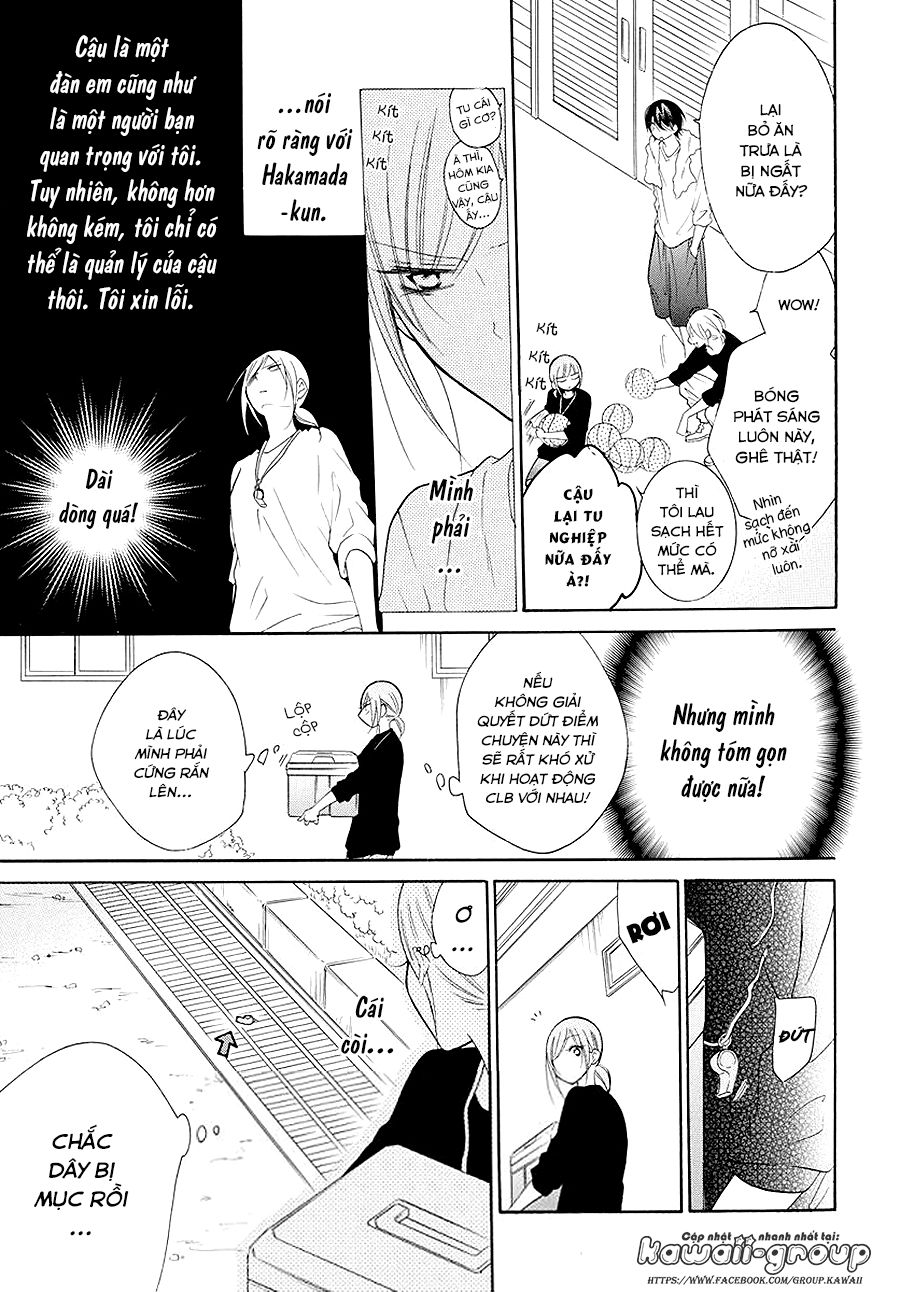 LẠI
BỎ ĂN
TRƯA LÀ
BỊ NGẤT
NỮA ĐẤY?
WOW!
BÓNG
PHÁT SÁNG
LUÔN NÀY,
GHÊ THẬT!
Nhìn
sạch đến
mức không
nỡ xài
luôn.
THÌ
TÔI LAU
SẠCH HẾT
MỨC CÓ
THỂ MÀ.
Kít
Kít
Kít
CẬU
LẠI TU
NGHIỆP
NỮA ĐẤY
À?!
TU CÁI
GÌ CƠ?
À THÌ,
HÔM KIA
CŨNG
VẬY, CẬU
ẤY...
Kít
Kít
Kít
Mình
phải
...
...nói
rõ ràng với
Hakamada
-kun.
Cậu là một
đàn em cũng như
là một người bạn
quan trọng với tôi.
Tuy nhiên, không hơn
không kém, tôi chỉ có
thể là quản lý của cậu
thôi. Tôi xin lỗi.
Dài
dòng quá!
Nhưng mình
không tóm gọn
được nữa!
NẾU
KHÔNG GIẢI
QUYẾT DỨT ĐIỂM
CHUYỆN NÀY THÌ
SẼ RẤT KHÓ XỬ
KHI HOẠT ĐỘNG
CLB VỚI NHAU!
LỘP
CỘP
ĐÂY
LÀ LÚC
MÌNH PHẢI
CỨNG RẮN
LÊN...
ĐỨT
RƠI
Ơ
...
Cái
còi...
CHẮC
DÂY BỊ
MỤC RỒI
...
Cập nhật nhanh nhất tại:
kawaii-group
HTTPS://WWW.FACEBOOK.COM/GROUP.KAWAII